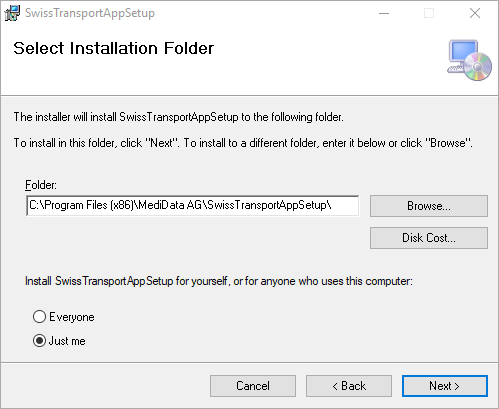 SwissTransportAppSetup
Select Installation Folder
The installer will install SwissTransportAppSetup to the following folder.
To install in this folder, click "Next". To install to a different folder, enter it below or click "Browse".
Folder:
C:\Program Files (x86)\MediData AG\SwissTransportAppSetup\
Browse...
Disk Cost...
Install SwissTransportAppSetup for yourself, or for anyone who uses this computer:
Everyone
Just me
Cancel
< Back
Next >